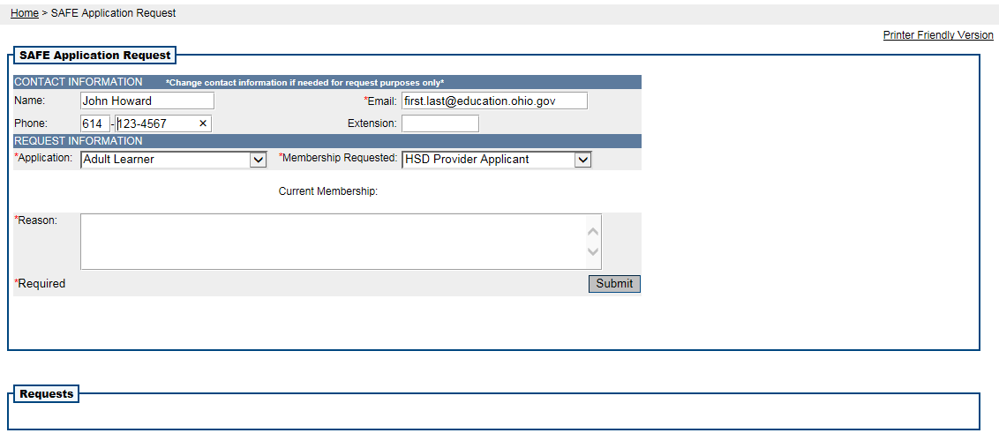 Home > SAFE Application Request
Printer Friendly Version
SAFE Application Request
CONTACT INFORMATION *Change contact information if needed for request purposes only*
Name: John Howard *Email: first.last@education.ohio.gov
Phone: 614 - 123-4567 × Extension:
REQUEST INFORMATION
*Application: Adult Learner *Membership Requested: HSD Provider Applicant
Current Membership:
*Reason:
*Required Submit
Requests